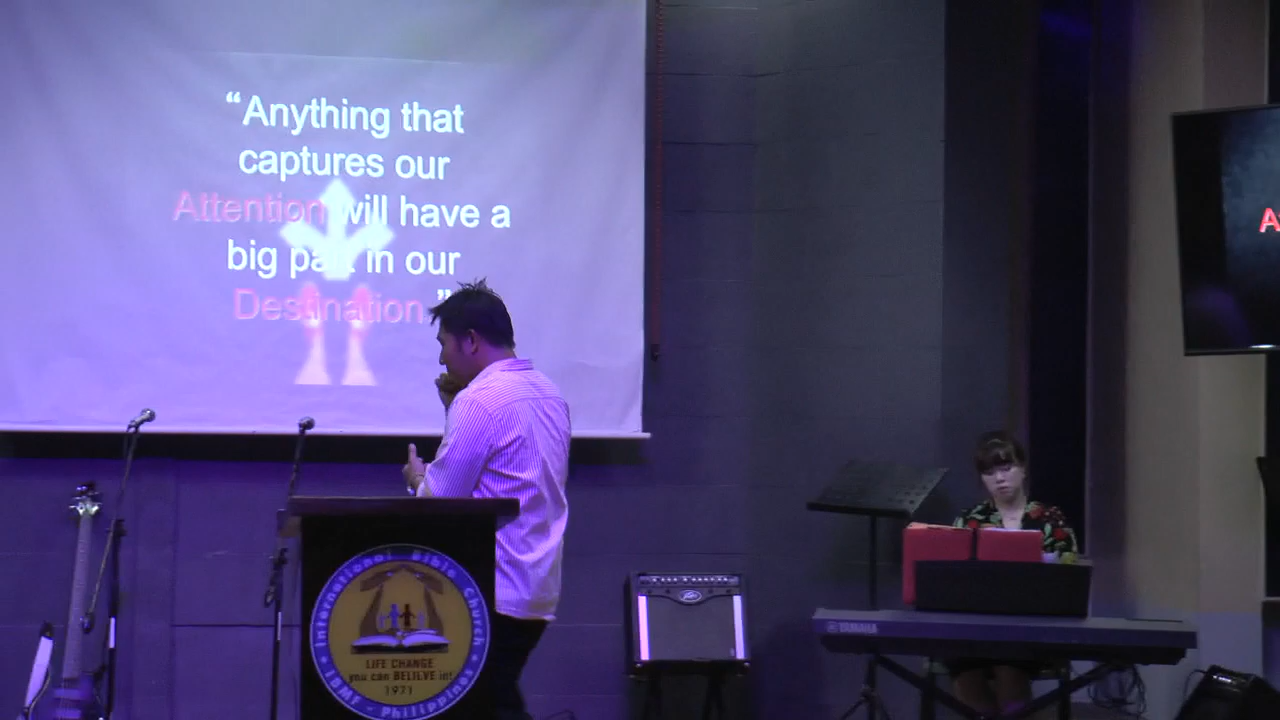 “Anything that
captures our
Attention will have a
big part in our
Destination.”
International Bible Church
LIFE CHANGE
you can BELIEVE in!
1971
IBMF - Philippines
PEAVEY
YAMAHA
A